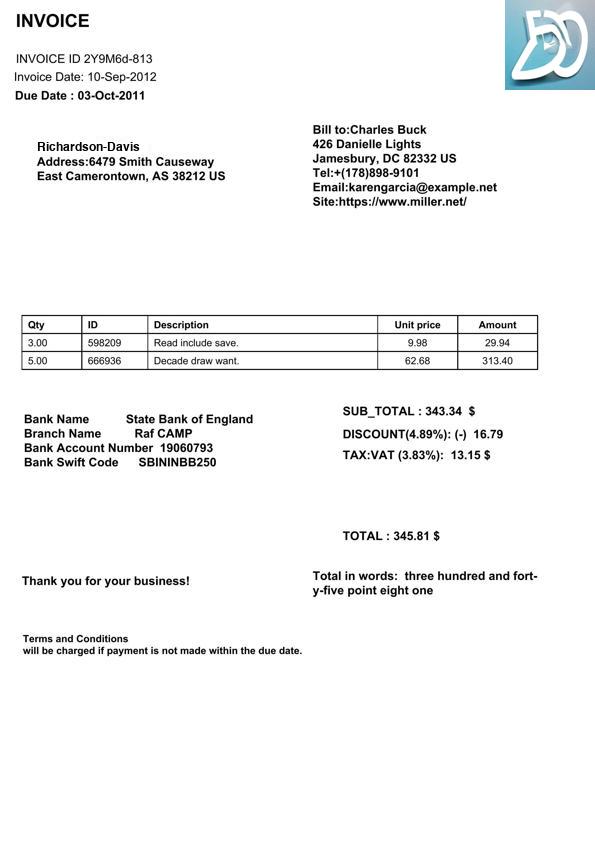 INVOICE
INVOICE ID 2Y9M6d-813
Invoice Date: 10-Sep-2012
Due Date : 03-Oct-2011
Richardson-Davis
Address:6479 Smith Causeway
East Camerontown, AS 38212 US
Bill to:Charles Buck
426 Danielle Lights
Jamesbury, DC 82332 US
Tel:+(178)898-9101
Email:karengarcia@example.net
Site:https://www.miller.net/
Qty ID Description Unit price Amount
3.00 598209 Read include save. 9.98 29.94
5.00 666936 Decade draw want. 62.68 313.40
Bank Name State Bank of England
Branch Name Raf CAMP
Bank Account Number 19060793
Bank Swift Code SBININBB250
SUB_TOTAL : 343.34 $
DISCOUNT(4.89%): (-) 16.79
TAX:VAT (3.83%): 13.15 $
TOTAL : 345.81 $
Thank you for your business!
Total in words: three hundred and fort-
y-five point eight one
Terms and Conditions
will be charged if payment is not made within the due date.